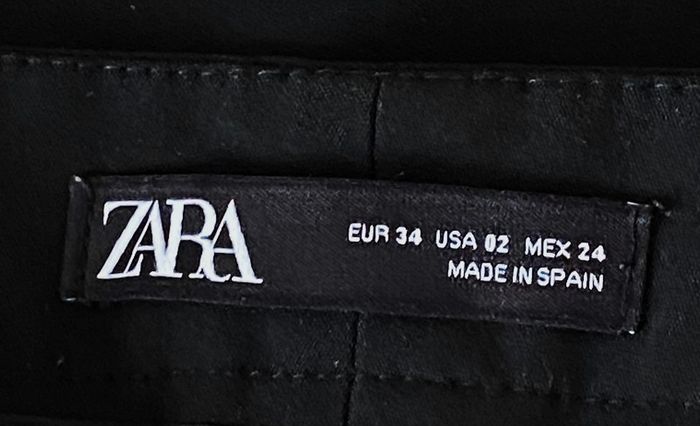 ZARA
EUR 34 USA 02 MEX 24
MADE IN SPAIN